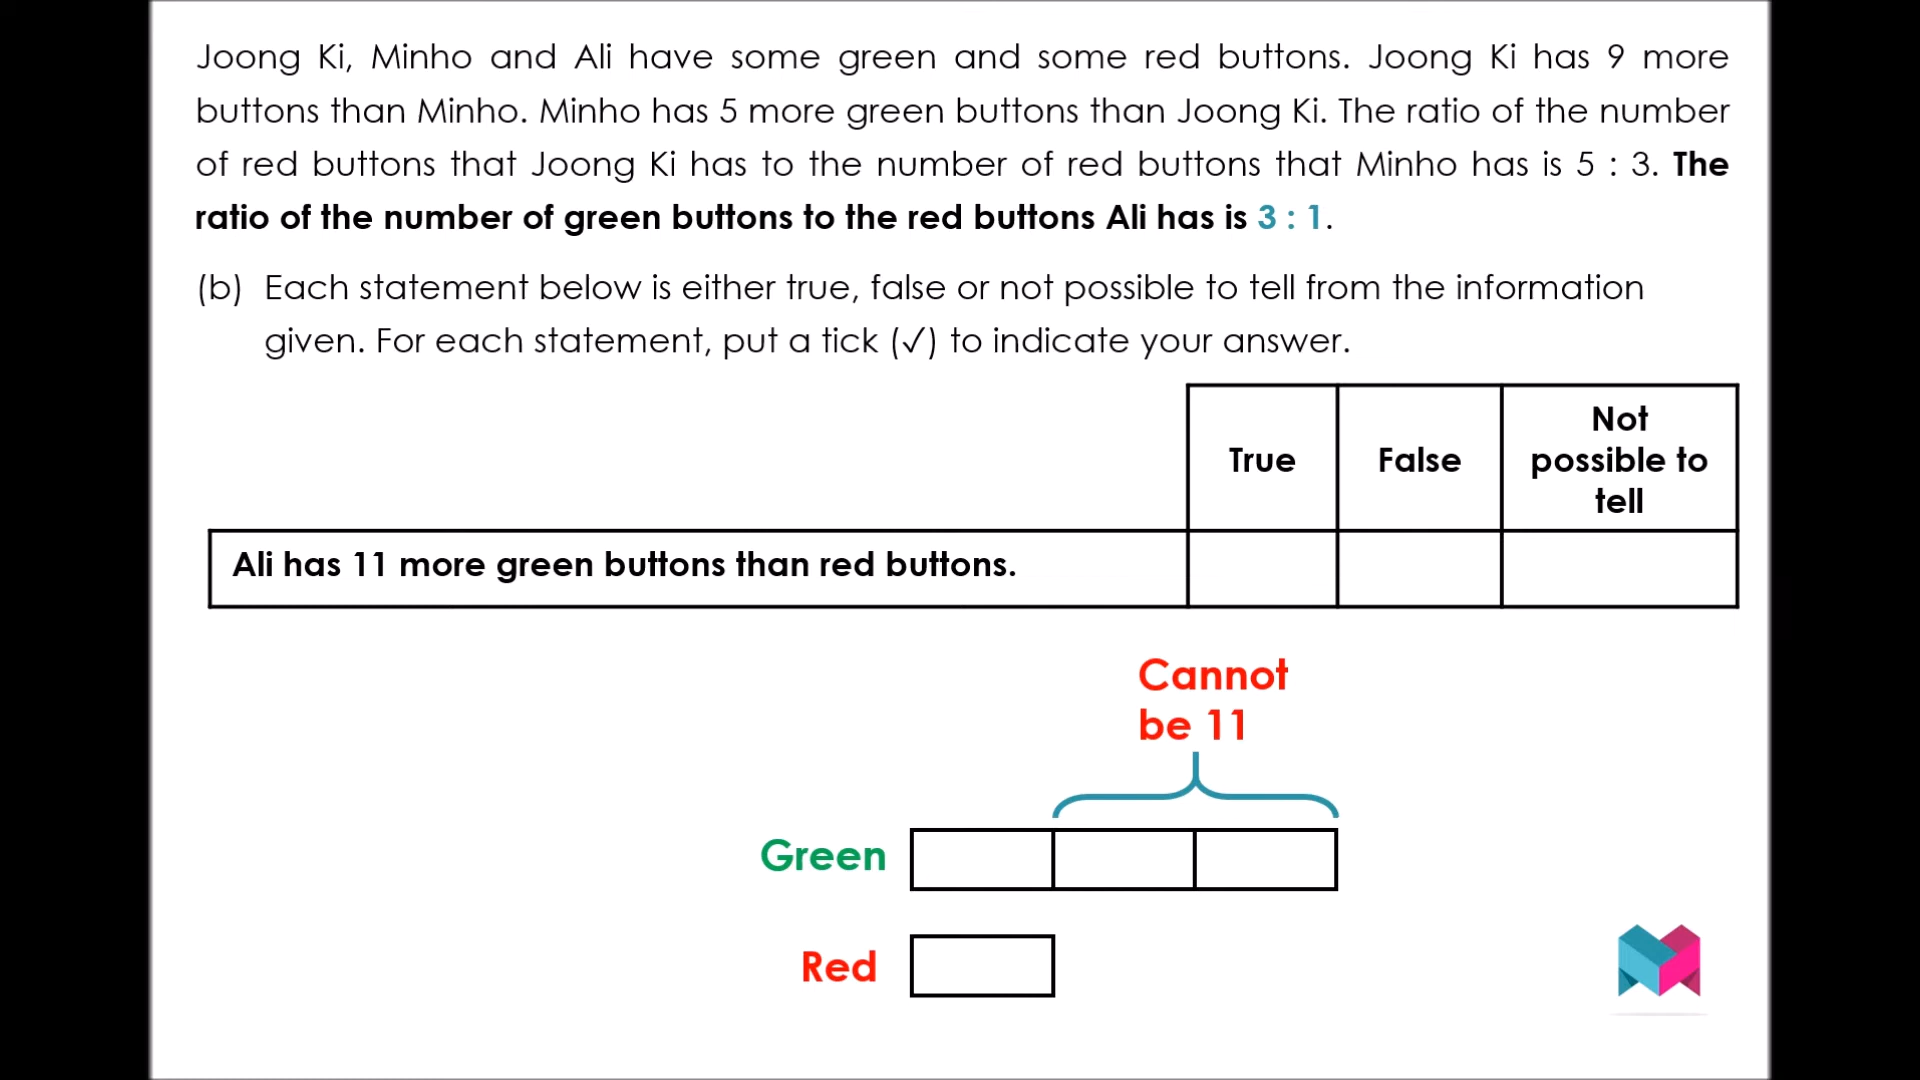 Joong Ki, Minho and Ali have some green and some red buttons. Joong Ki has 9 more
buttons than Minho. Minho has 5 more green buttons than Joong Ki. The ratio of the number
of red buttons that Joong Ki has to the number of red buttons that Minho has is 5 : 3. The
ratio of the number of green buttons to the red buttons Ali has is 3 : 1.
(b) Each statement below is either true, false or not possible to tell from the information
given. For each statement, put a tick (✓) to indicate your answer.
True False Not
possible to
tell
Ali has 11 more green buttons than red buttons.
Cannot
be 11
Green
Red